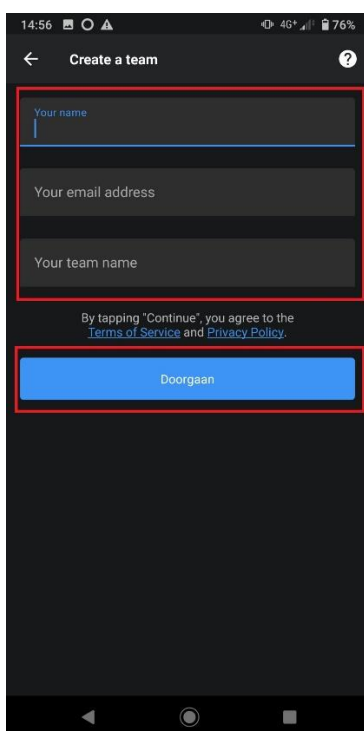 14:56 4G+ 76%
Create a team ?
Your name
Your email address
Your team name
By tapping "Continue", you agree to the
Terms of Service and Privacy Policy.
Doorgaan